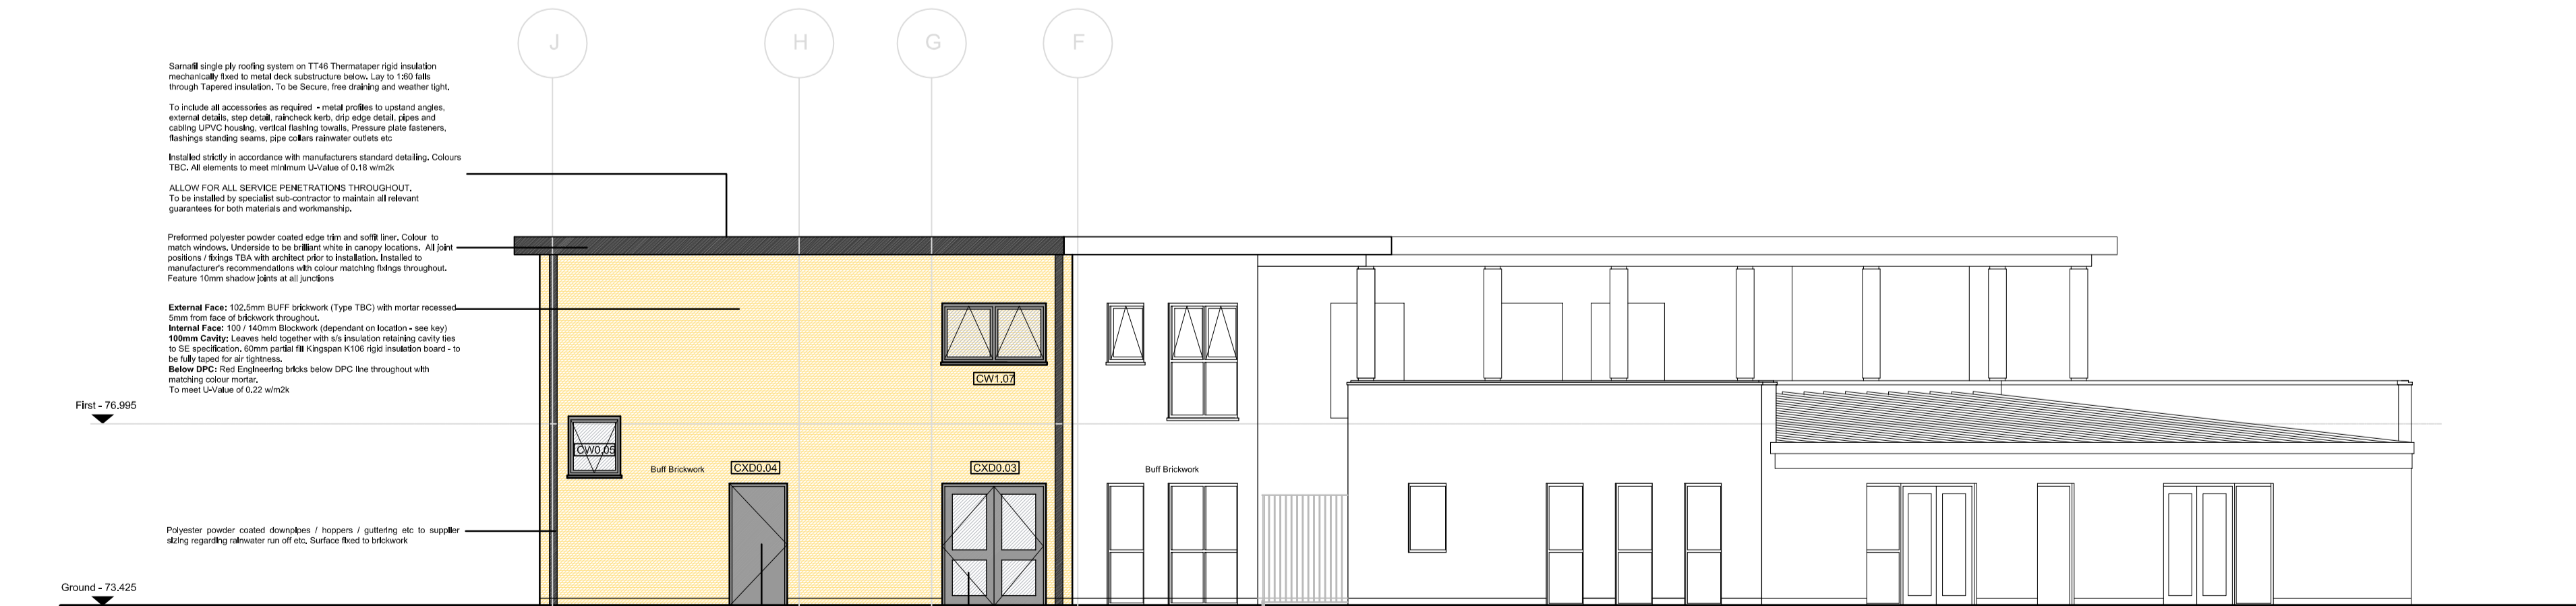 J H G F
Sarnafil single ply roofing system on TT46 Thermataper rigid insulation
mechanically fixed to metal deck substructure below. Lay to 1:60 falls
through Tapered insulation. To be Secure, free draining and weather tight.
To include all accessories as required - metal profiles to upstand angles,
external details, step detail, raincheck kerb, drip edge detail, pipes and
cabling UPVC housing, vertical flashing towalls, Pressure plate fasteners,
flashings standing seams, pipe collars rainwater outlets etc
Installed strictly in accordance with manufacturers standard detailing. Colours
TBC. All elements to meet minimum U-Value of 0.18 w/m2k
ALLOW FOR ALL SERVICE PENETRATIONS THROUGHOUT.
To be installed by specialist sub-contractor to maintain all relevant
guarantees for both materials and workmanship.
Preformed polyester powder coated edge trim and soffit liner. Colour to
match windows. Underside to be brilliant white in canopy locations. All joint
positions / fixings TBA with architect prior to installation. Installed to
manufacturer's recommendations with colour matching fixings throughout.
Feature 10mm shadow joints at all junctions
External Face: 102.5mm BUFF brickwork (Type TBC) with mortar recessed
5mm from face of brickwork throughout.
Internal Face: 100 / 140mm Blockwork (dependant on location - see key)
100mm Cavity: Leaves held together with s/s insulation retaining cavity ties
to SE specification. 60mm partial fill Kingspan K106 rigid insulation board - to
be fully taped for air tightness.
Below DPC: Red Engineering bricks below DPC line throughout with
matching colour mortar.
To meet U-Value of 0.22 w/m2k
CW1.07
First - 76.995
CW0.05
Buff Brickwork
CXD0.04
CXD0.03
Buff Brickwork
Polyester powder coated downpipes / hoppers / guttering etc to supplier
sizing regarding rainwater run off etc. Surface fixed to brickwork
Ground - 73.425